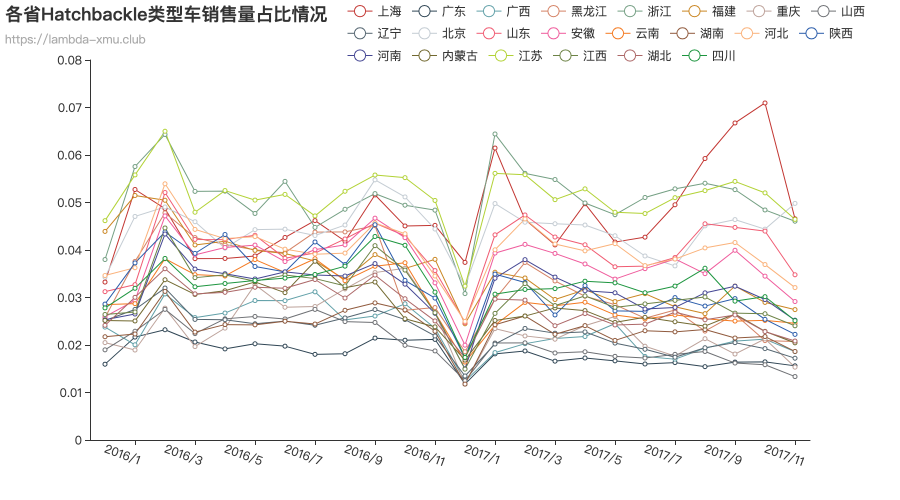 各省Hatchbackle类型车销售量占比情况
https://lambda-xmu.club
上海 广东 广西 黑龙江 浙江 福建 重庆 山西
辽宁 北京 山东 安徽 云南 湖南 河北 陕西
河南 内蒙古 江苏 江西 湖北 四川
0.08
0.07
0.06
0.05
0.04
0.03
0.02
0.01
0
2016/1 2016/3 2016/5 2016/7 2016/9 2016/11 2017/1 2017/3 2017/5 2017/7 2017/9 2017/11